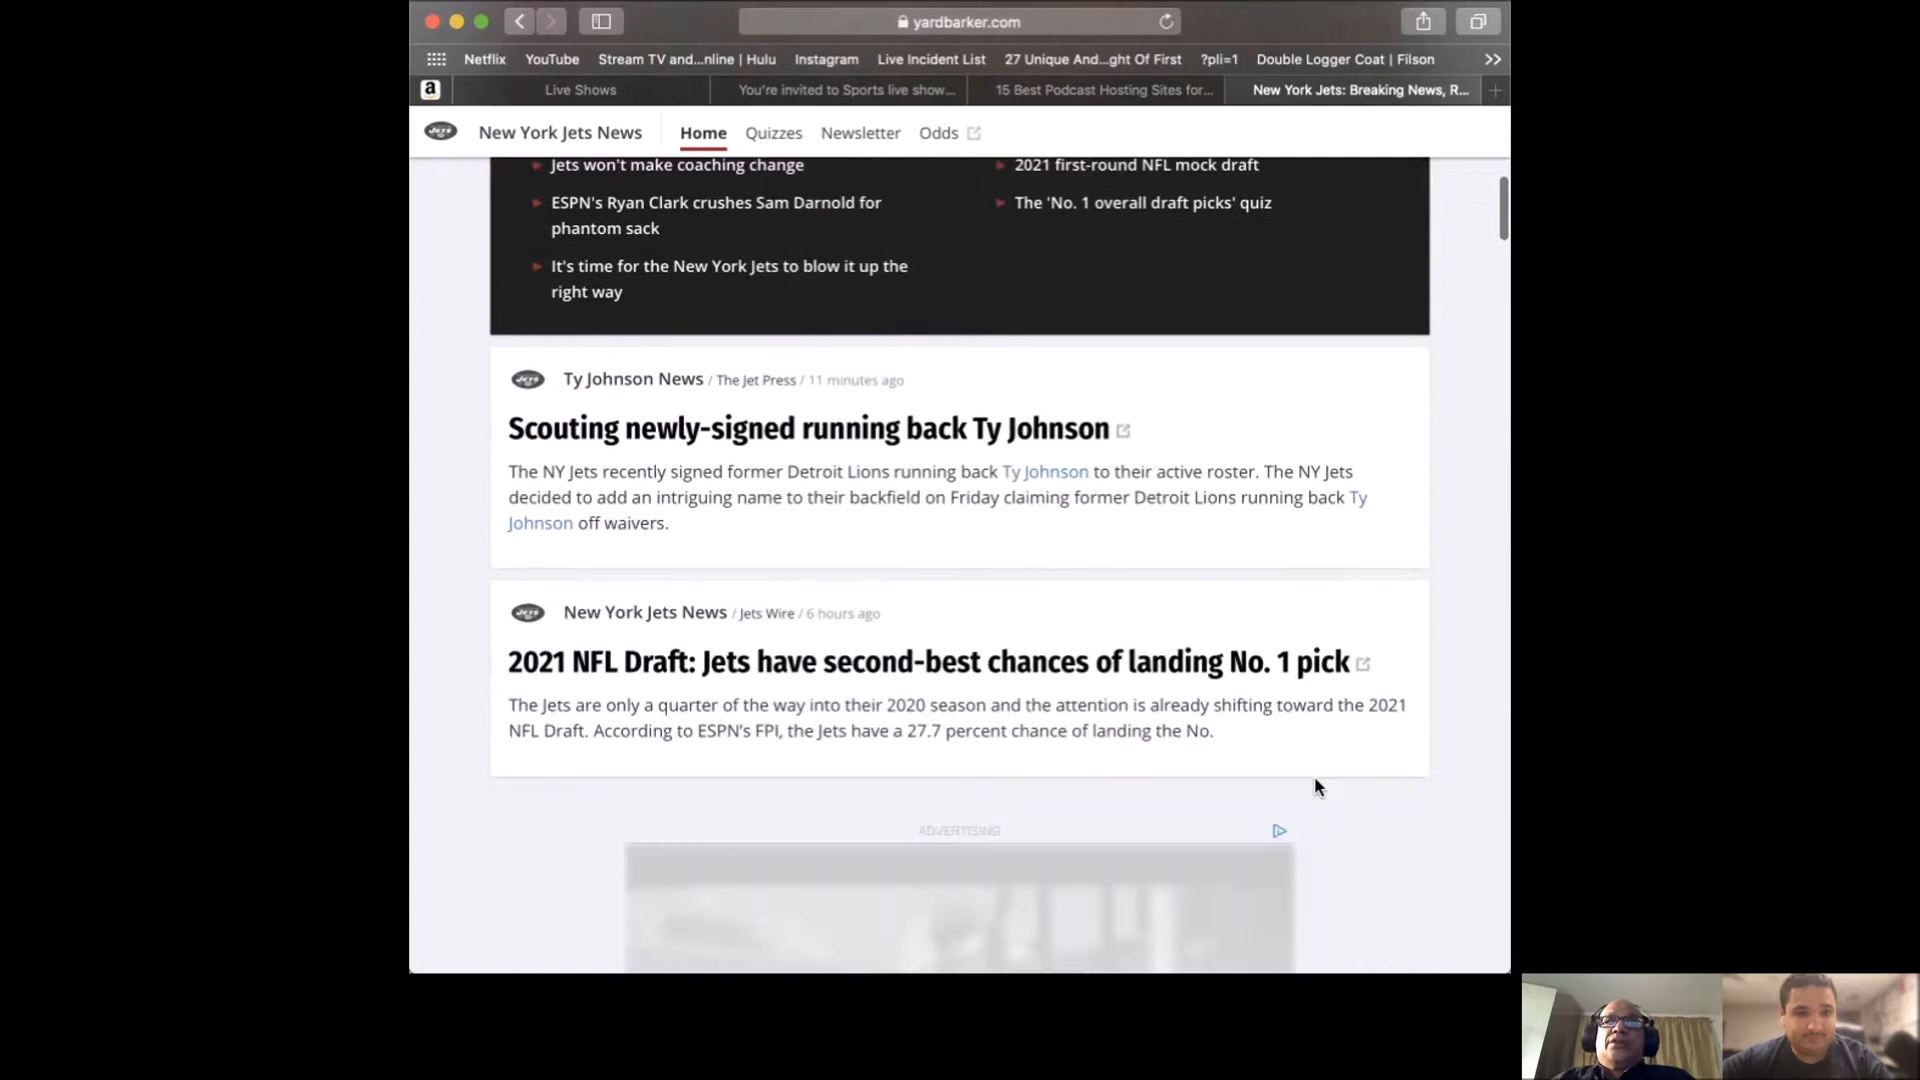 yardbarker.com
Netflix YouTube Stream TV and...nline | Hulu Instagram Live Incident List 27 Unique And...ght Of First ?pli=1 Double Logger Coat | Filson >>
a Live Shows You're invited to Sports live show... 15 Best Podcast Hosting Sites for... New York Jets: Breaking News, R... +
JETS New York Jets News Home Quizzes Newsletter Odds
Jets won't make coaching change
ESPN's Ryan Clark crushes Sam Darnold for
phantom sack
It's time for the New York Jets to blow it up the
right way
2021 first-round NFL mock draft
The 'No. 1 overall draft picks' quiz
JETS Ty Johnson News / The Jet Press / 11 minutes ago
Scouting newly-signed running back Ty Johnson
The NY Jets recently signed former Detroit Lions running back Ty Johnson to their active roster. The NY Jets
decided to add an intriguing name to their backfield on Friday claiming former Detroit Lions running back Ty
Johnson off waivers.
JETS New York Jets News / Jets Wire / 6 hours ago
2021 NFL Draft: Jets have second-best chances of landing No. 1 pick
The Jets are only a quarter of the way into their 2020 season and the attention is already shifting toward the 2021
NFL Draft. According to ESPN's FPI, the Jets have a 27.7 percent chance of landing the No.
ADVERTISING